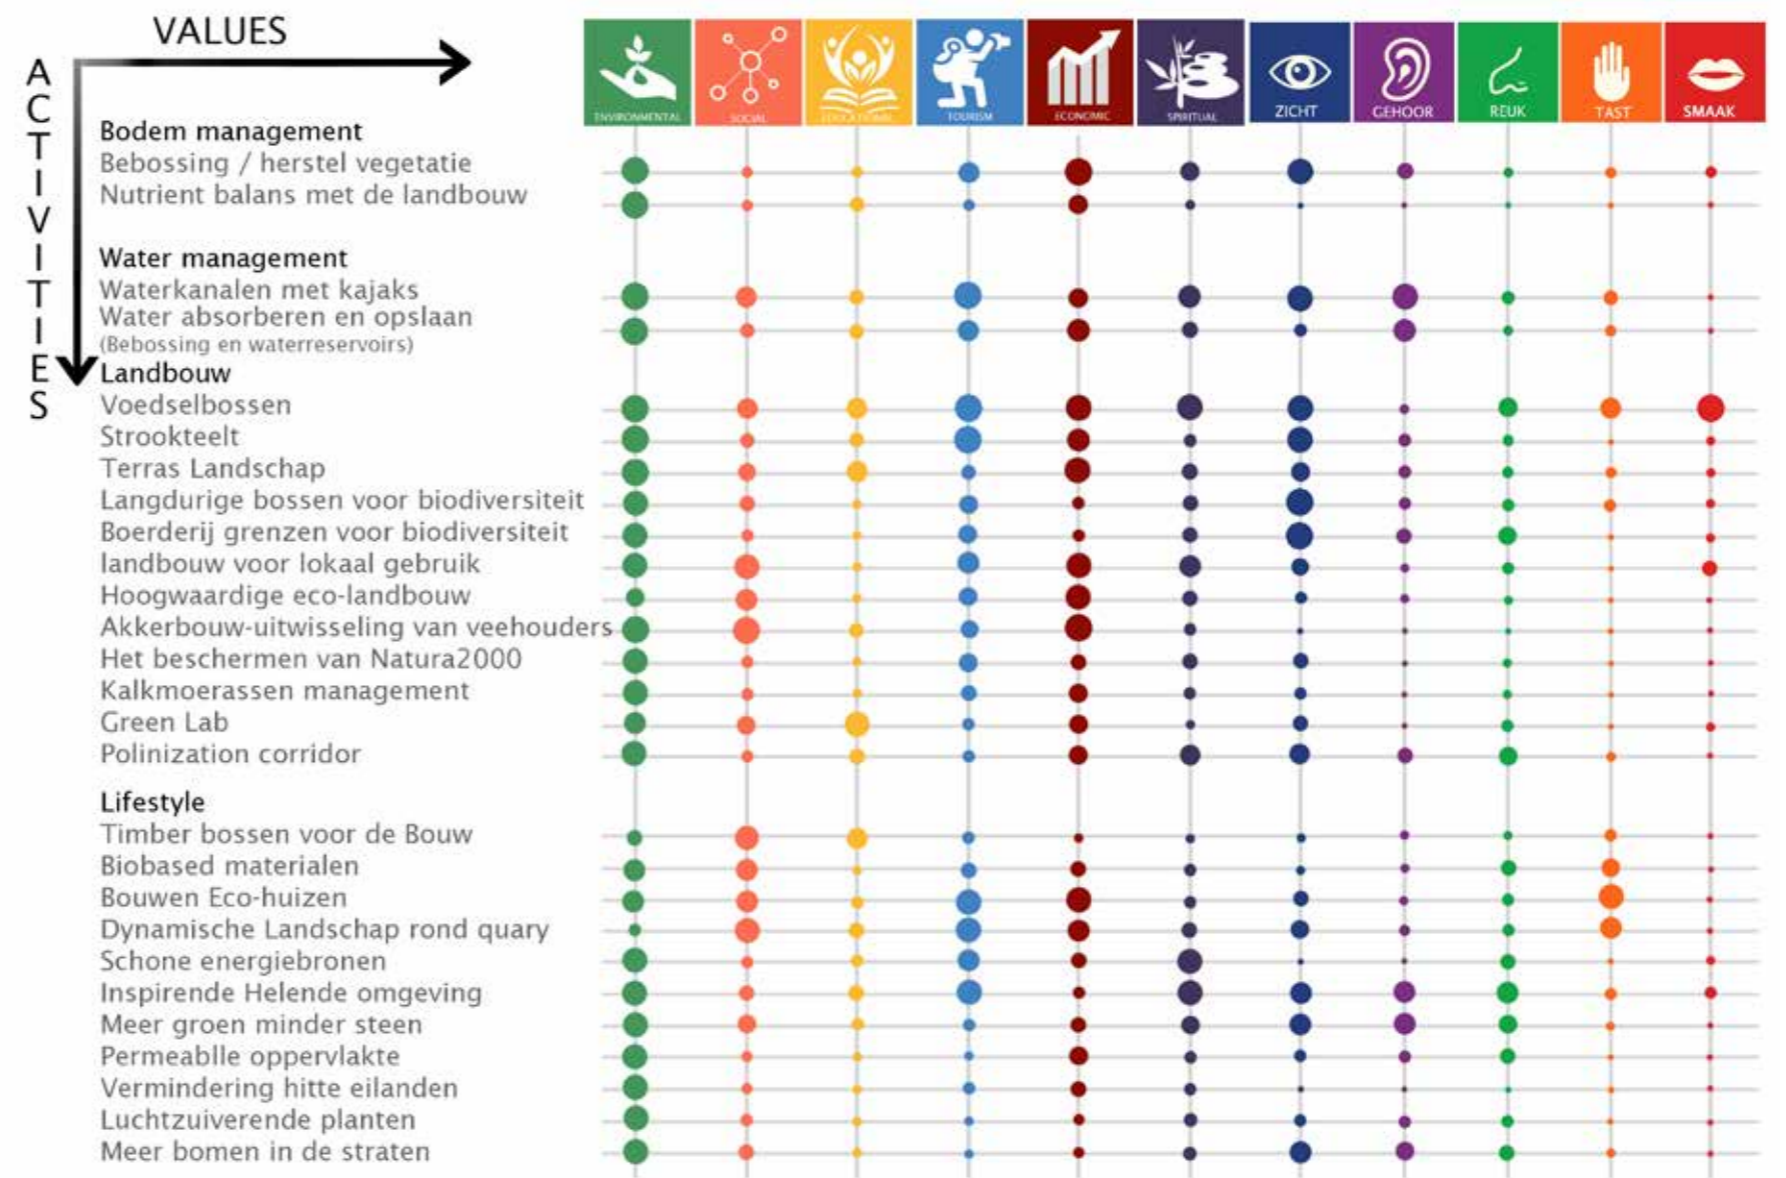 VALUES
ACTIVITIES
ENVIRONMENTAL
SOCIAL
EDUCATIONAL
TOURISM
ECONOMIC
SPIRITUAL
ZICHT
GEHOOR
REUK
TAST
SMAAK
Bodem management
Bebossing / herstel vegetatie
Nutrient balans met de landbouw
Water management
Waterkanalen met kajaks
Water absorberen en opslaan
(Bebossing en waterreservoirs)
Landbouw
Voedselbossen
Strookteelt
Terras Landschap
Langdurige bossen voor biodiversiteit
Boerderij grenzen voor biodiversiteit
landbouw voor lokaal gebruik
Hoogwaardige eco-landbouw
Akkerbouw-uitwisseling van veehouders
Het beschermen van Natura2000
Kalkmoerassen management
Green Lab
Polinization corridor
Lifestyle
Timber bossen voor de Bouw
Biobased materialen
Bouwen Eco-huizen
Dynamische Landschap rond quary
Schone energiebronen
Inspirende Helende omgeving
Meer groen minder steen
Permeablle oppervlakte
Vermindering hitte eilanden
Luchtzuiverende planten
Meer bomen in de straten